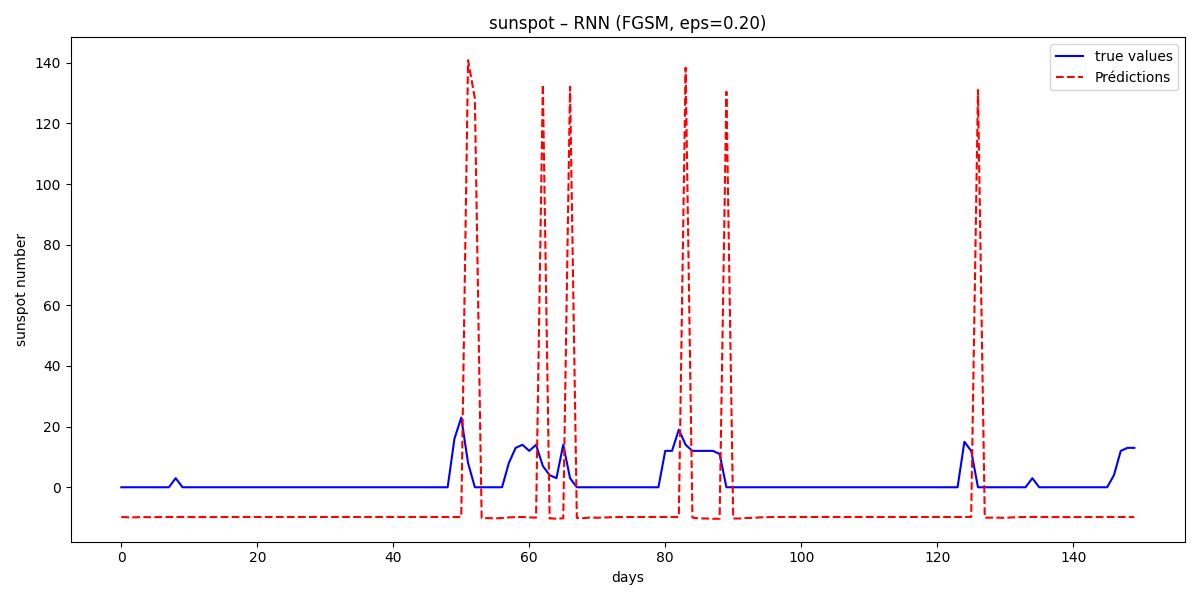 sunspot – RNN (FGSM, eps=0.20)
true values
Prédictions
sunspot number
140
120
100
80
60
40
20
0
0 20 40 60 80 100 120 140
days